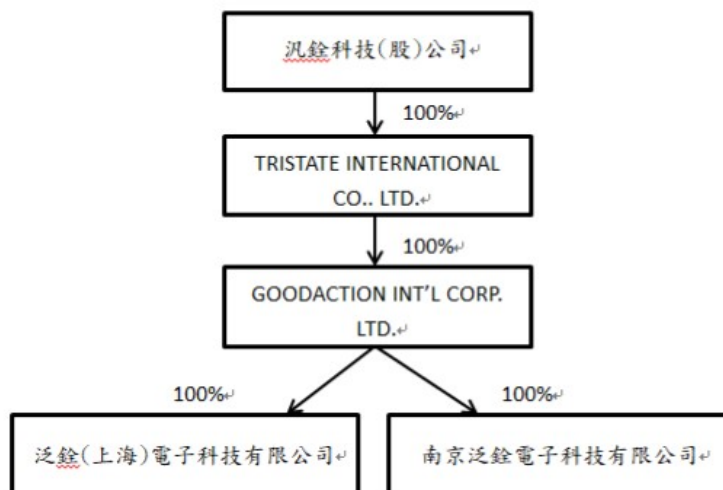 汎銓科技(股)公司
100%
TRISTATE INTERNATIONAL
CO.. LTD.
100%
GOODACTION INT'L CORP.
LTD.
100% 100%
泛銓(上海)電子科技有限公司 南京泛銓電子科技有限公司